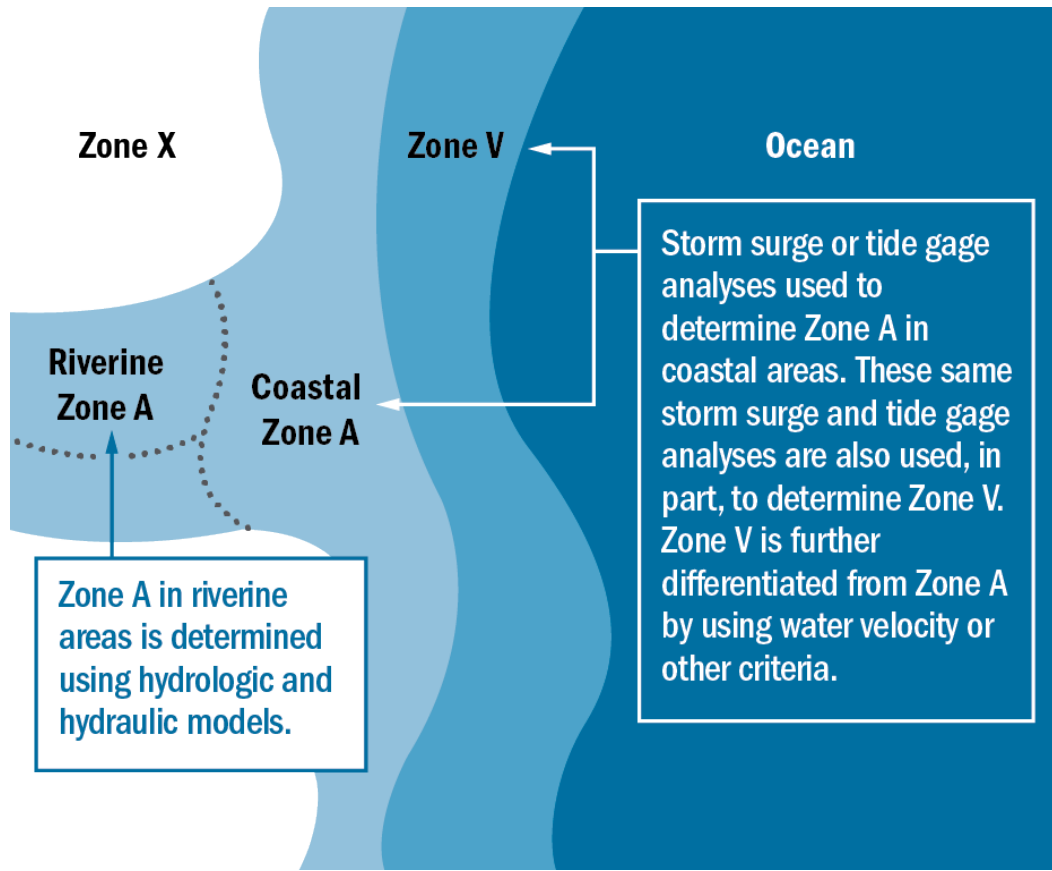 Zone X
Zone V
Ocean
Storm surge or tide gage
analyses used to
determine Zone A in
coastal areas. These same
storm surge and tide gage
analyses are also used, in
part, to determine Zone V.
Zone V is further
differentiated from Zone A
by using water velocity or
other criteria.
Riverine
Zone A
Coastal
Zone A
Zone A in riverine
areas is determined
using hydrologic and
hydraulic models.